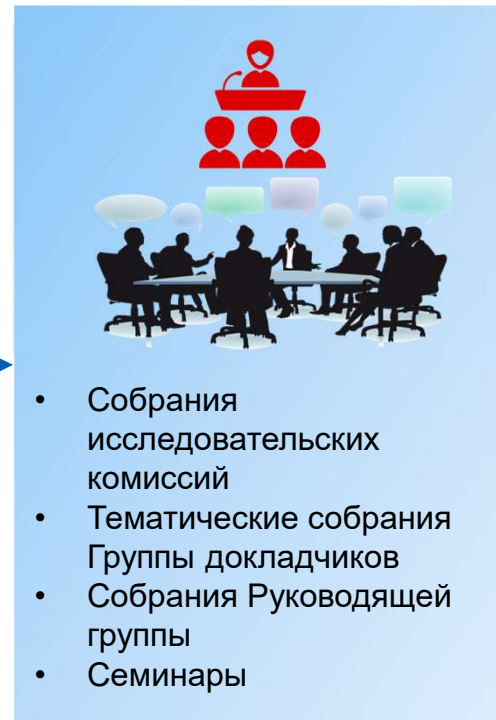 • Собрания
исследовательских
комиссий
• Тематические собрания
Группы докладчиков
• Собрания Руководящей
группы
• Семинары